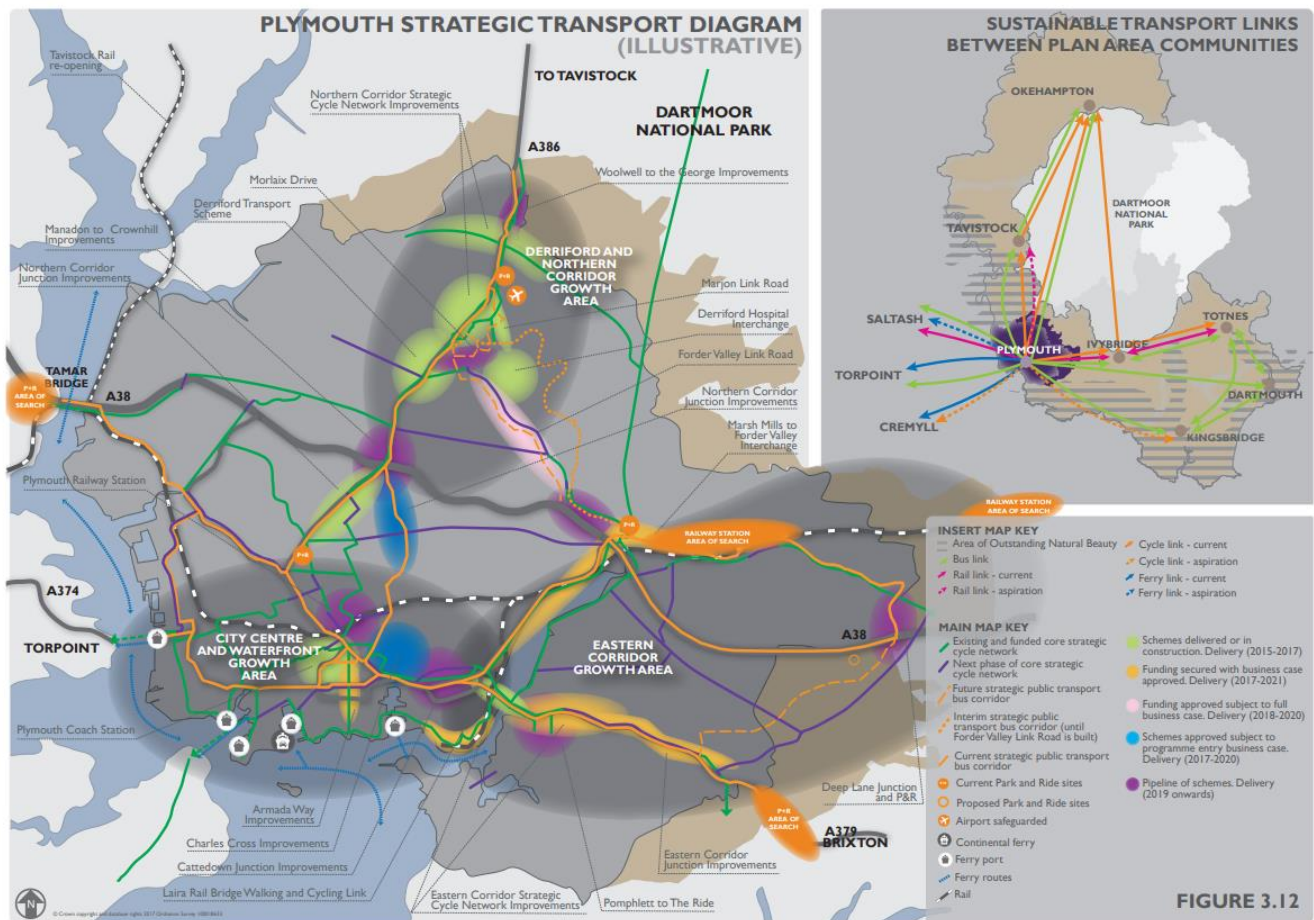 PLYMOUTH STRATEGIC TRANSPORT DIAGRAM
(ILLUSTRATIVE)
Tavistock Rail
re-opening
TO TAVISTOCK
Northern Corridor Strategic
Cycle Network Improvements
DARTMOOR
NATIONAL PARK
A386
Morlaix Drive
Woolwell to the George Improvements
Derriford Transport
Scheme
Manadon to Crownhill
Improvements
Northern Corridor
Junction Improvements
DERRIFORD AND
NORTHERN
CORRIDOR
GROWTH
AREA
P+R
Marjon Link Road
Derriford Hospital
Interchange
Forder Valley Link Road
Northern Corridor
Junction Improvements
Marsh Mills to
Forder Valley
Interchange
TAMAR
BRIDGE
P+R
AREA OF
SEARCH
A38
Plymouth Railway Station
P+R
RAILWAY STATION
AREA OF SEARCH
RAILWAY STATION
AREA OF SEARCH
P+R
A374
TORPOINT
CITY CENTRE
AND WATERFRONT
GROWTH
AREA
EASTERN
CORRIDOR
GROWTH AREA
A38
Plymouth Coach Station
Deep Lane Junction
and P&R
Armada Way
Improvements
Charles Cross Improvements
Cattedown Junction Improvements
Laira Rail Bridge Walking and Cycling Link
Eastern Corridor Strategic
Cycle Network Improvements
Pomphlett to The Ride
Eastern Corridor
Junction Improvements
P+R
AREA OF
SEARCH
A379
BRIXTON
N
SUSTAINABLE TRANSPORT LINKS
BETWEEN PLAN AREA COMMUNITIES
OKEHAMPTON
DARTMOOR
NATIONAL
PARK
TAVISTOCK
SALTASH
TOTNES
PLYMOUTH
IVYBRIDGE
TORPOINT
DARTMOUTH
CREMYLL
KINGSBRIDGE
INSERT MAP KEY
Area of Outstanding Natural Beauty
Bus link
Rail link - current
Rail link - aspiration
Cycle link - current
Cycle link - aspiration
Ferry link - current
Ferry link - aspiration
MAIN MAP KEY
Existing and funded core strategic
cycle network
Next phase of core strategic
cycle network
Future strategic public transport
bus corridor
Interim strategic public
transport bus corridor (until
Forder Valley Link Road is built)
Current strategic public transport
bus corridor
Current Park and Ride sites
Proposed Park and Ride sites
Airport safeguarded
Continental ferry
Ferry port
Ferry routes
Rail
Schemes delivered or in
construction. Delivery (2015-2017)
Funding secured with business case
approved. Delivery (2017-2021)
Funding approved subject to full
business case. Delivery (2018-2020)
Schemes approved subject to
programme entry business case.
Delivery (2017-2020)
Pipeline of schemes. Delivery
(2019 onwards)
FIGURE 3.12